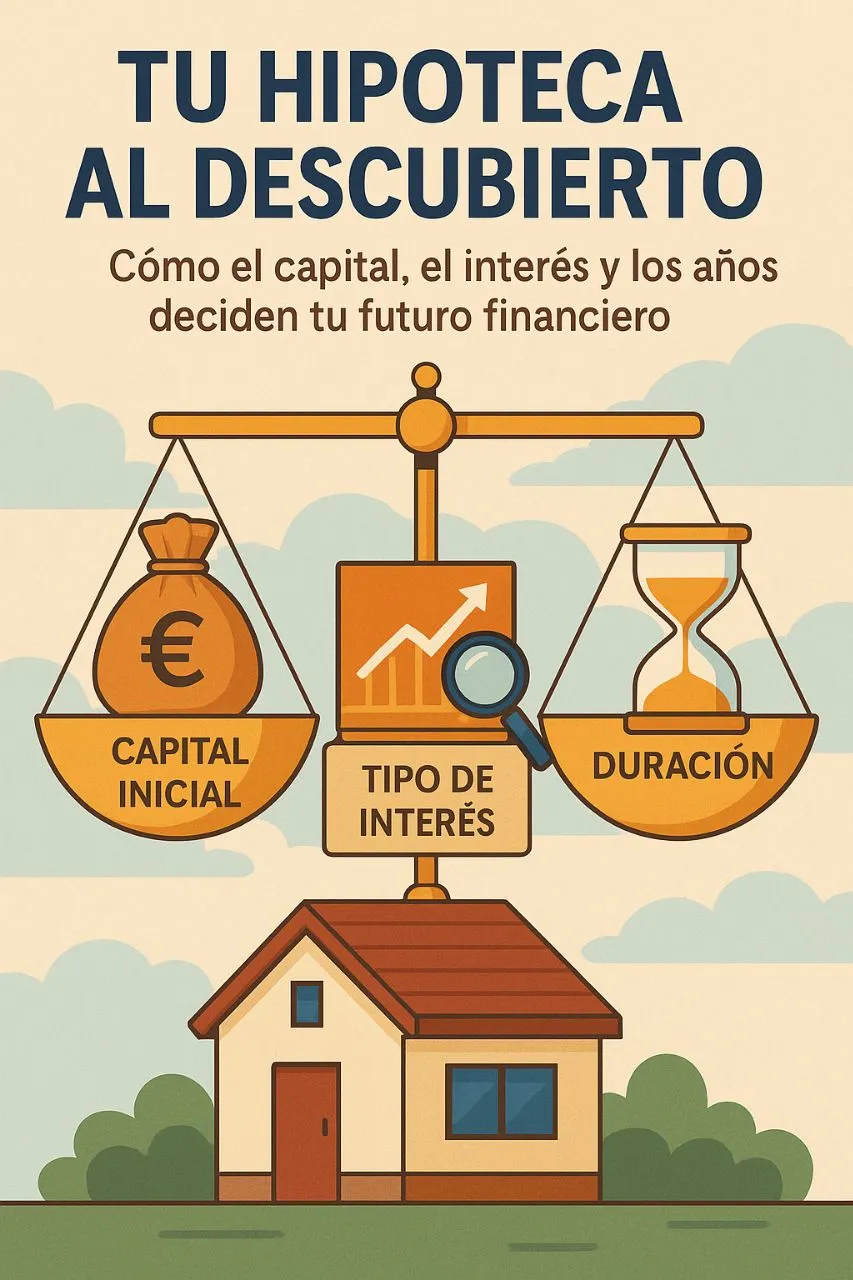 TU HIPOTECA
AL DESCUBIERTO
Cómo el capital, el interés y los años
deciden tu futuro financiero
€
CAPITAL
INICIAL
TIPO DE
INTERÉS
DURACIÓN